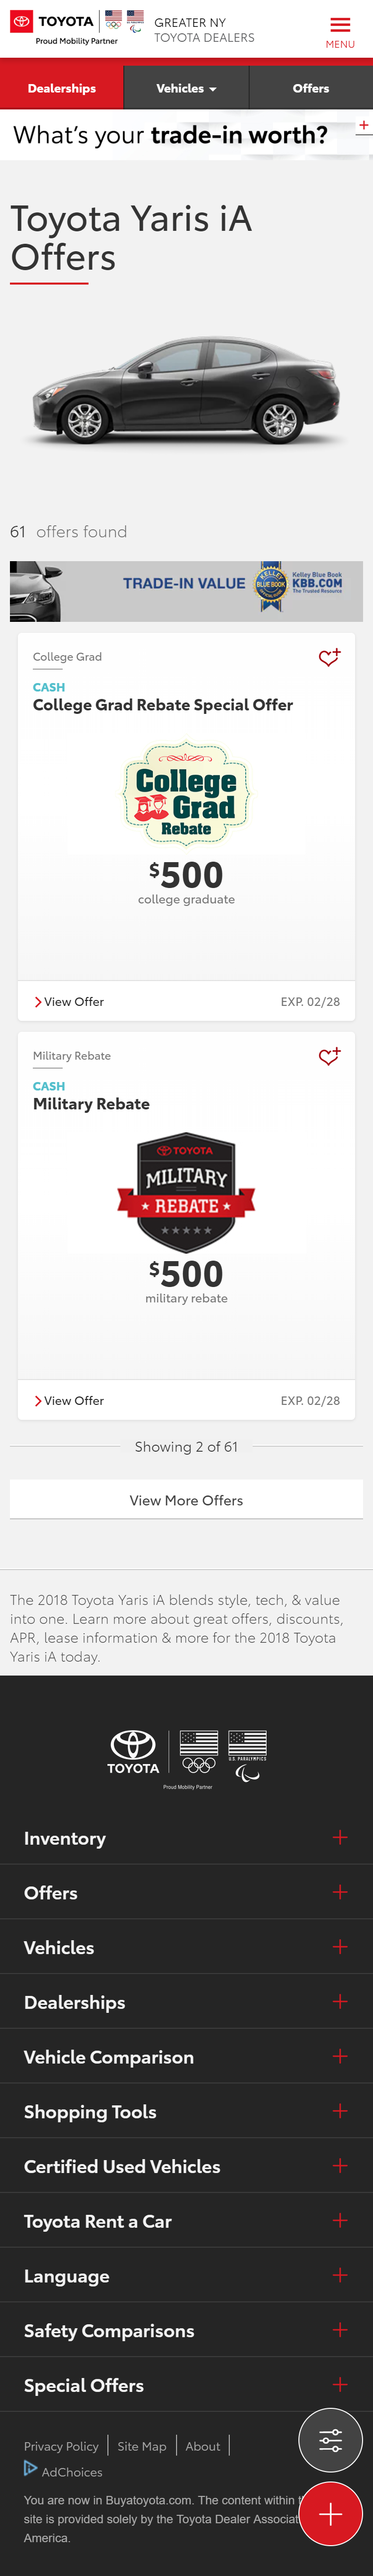 TOYOTA
Proud Mobility Partner
GREATER NY
TOYOTA DEALERS
MENU
Dealerships
Vehicles
Offers
What's your trade-in worth?
Toyota Yaris iA
Offers
61 offers found
TRADE-IN VALUE
KELLEY
BLUE BOOK
Kelley Blue Book
KBB.COM
The Trusted Resource
College Grad
CASH
College Grad Rebate Special Offer
College
Grad
Rebate
$500
college graduate
View Offer
EXP. 02/28
Military Rebate
CASH
Military Rebate
TOYOTA
MILITARY
REBATE
$500
military rebate
View Offer
EXP. 02/28
Showing 2 of 61
View More Offers
The 2018 Toyota Yaris iA blends style, tech, & value
into one. Learn more about great offers, discounts,
APR, lease information & more for the 2018 Toyota
Yaris iA today.
TOYOTA
U.S. PARALYMPICS
Proud Mobility Partner
Inventory
Offers
Vehicles
Dealerships
Vehicle Comparison
Shopping Tools
Certified Used Vehicles
Toyota Rent a Car
Language
Safety Comparisons
Special Offers
Privacy Policy
Site Map
About
AdChoices
You are now in Buyatoyota.com. The content within
site is provided solely by the Toyota Dealer Associat
America.